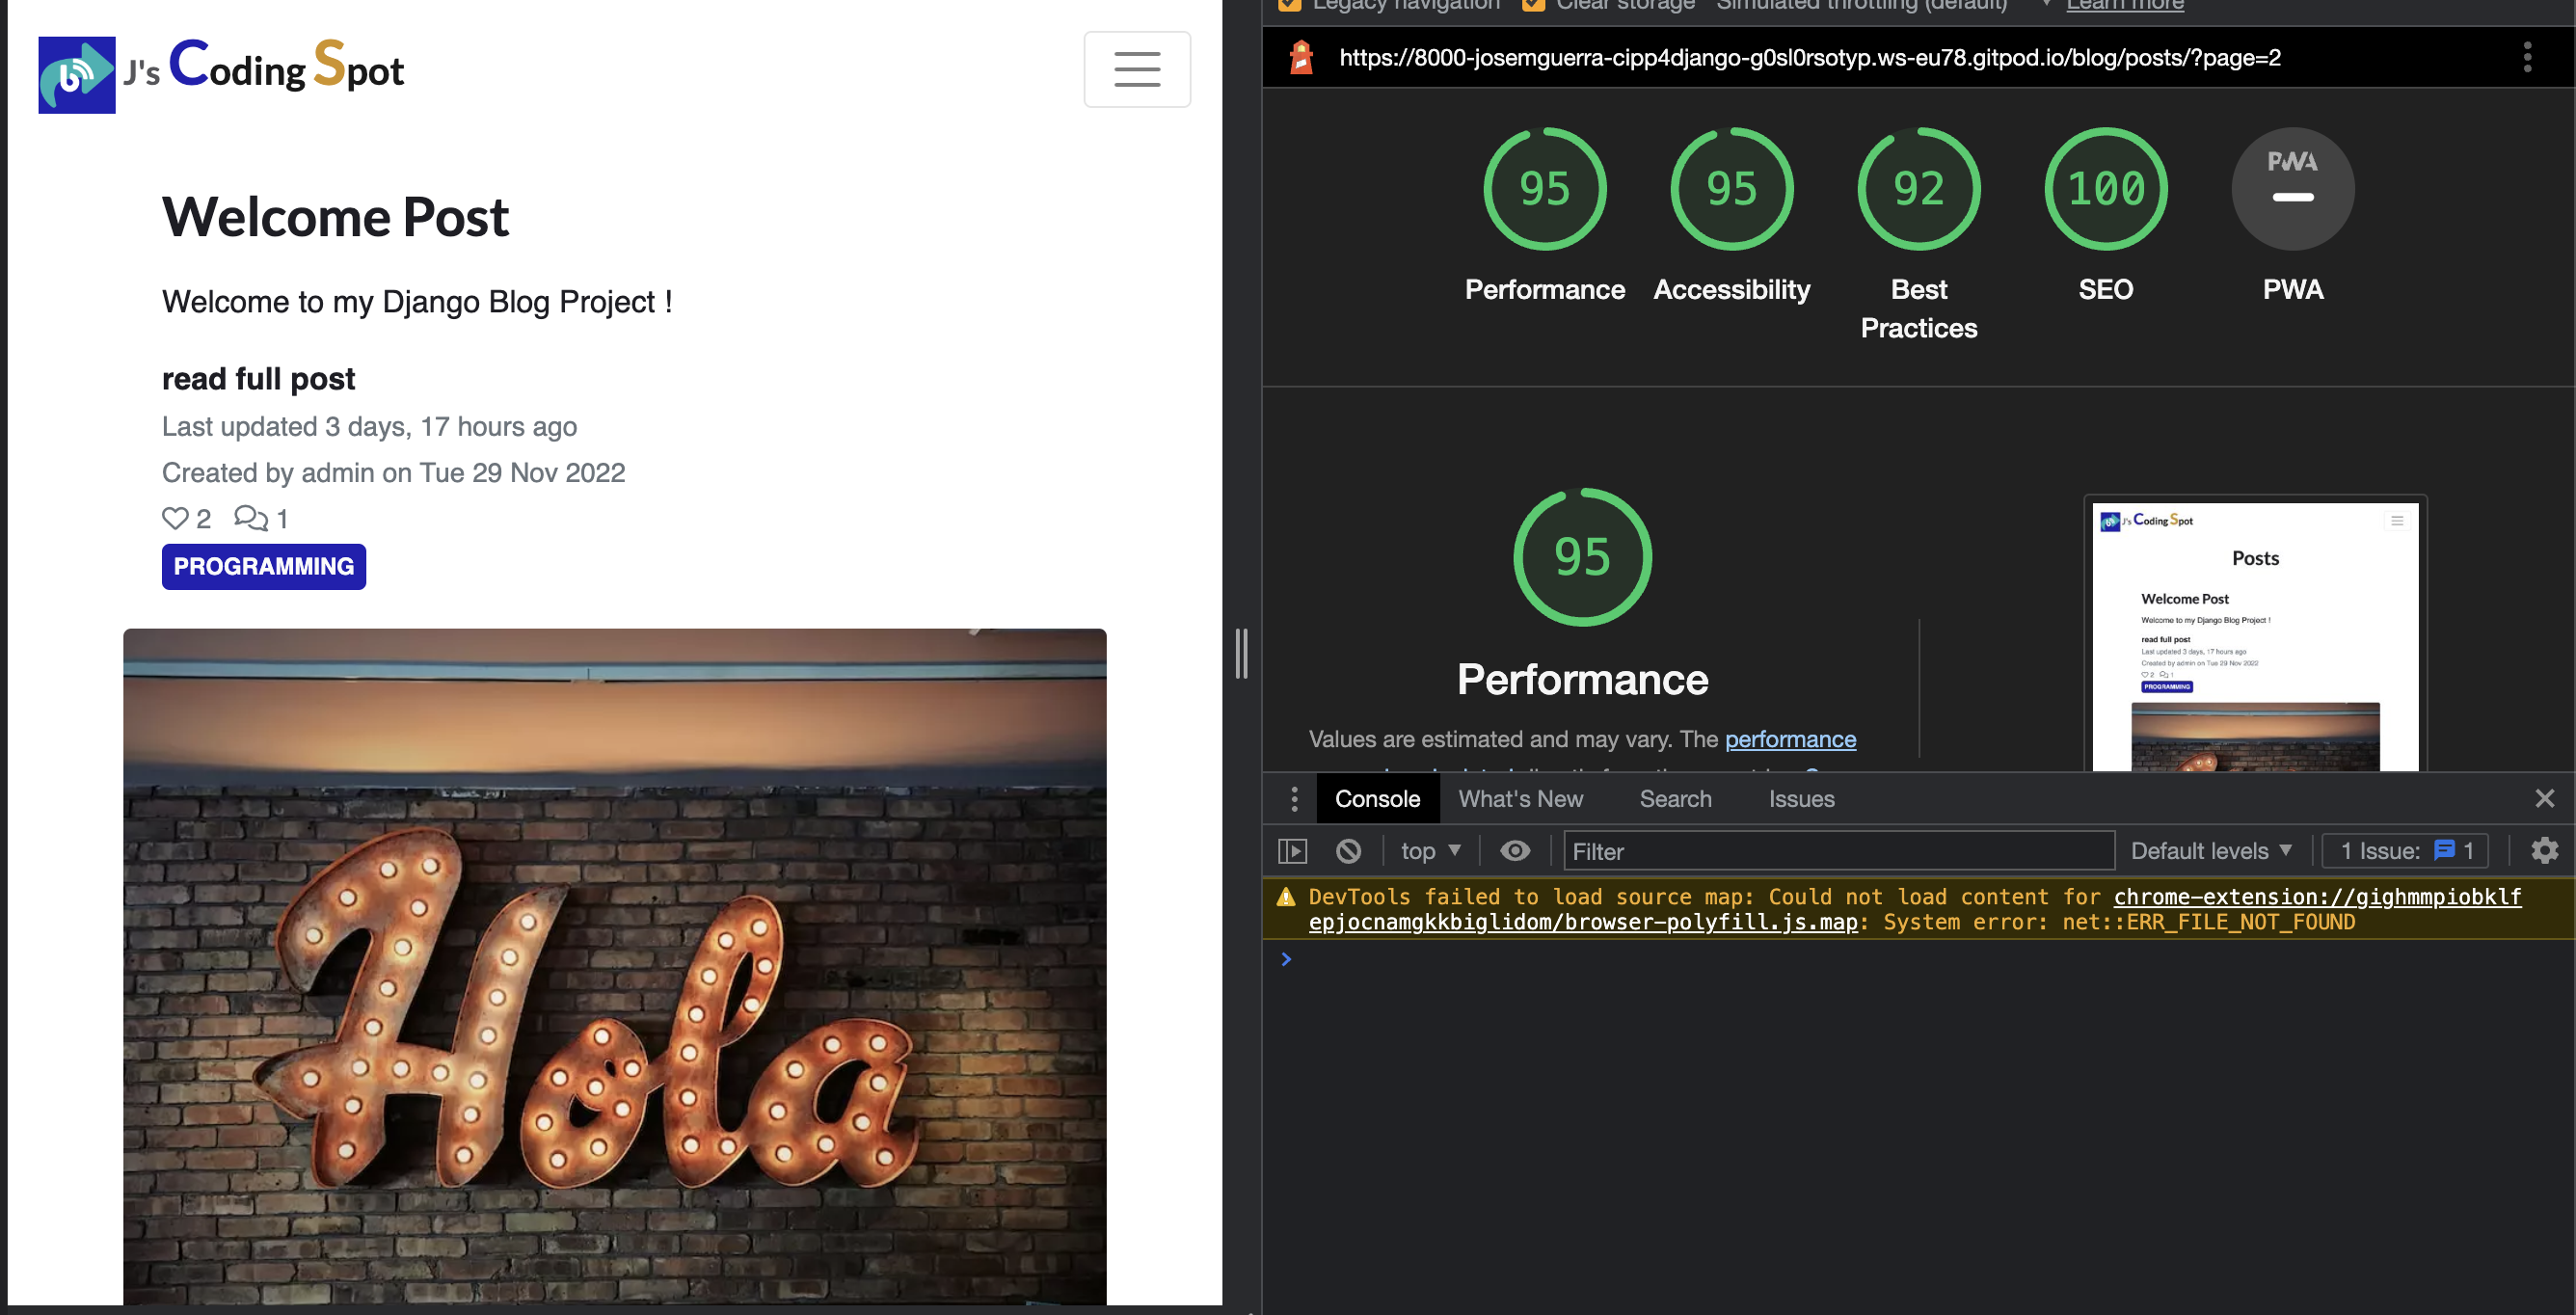 J's Coding Spot
Welcome Post
Welcome to my Django Blog Project !
read full post
Last updated 3 days, 17 hours ago
Created by admin on Tue 29 Nov 2022
2 1
PROGRAMMING
Hola
Legacy navigation Clear storage Simulated throttling (default) Learn more
https://8000-josemguerra-cipp4django-g0sl0rsotyp.ws-eu78.gitpod.io/blog/posts/?page=2
95 95 92 100 PWA
Performance Accessibility Best Practices SEO PWA
95
Performance
Values are estimated and may vary. The performance
J's Coding Spot
Posts
Welcome Post
Welcome to my Django Blog Project !
read full post
Last updated 3 days, 17 hours ago
Created by admin on Tue 29 Nov 2022
2 1
PROGRAMMING
Console What's New Search Issues
top Filter Default levels 1 Issue: 1
DevTools failed to load source map: Could not load content for chrome-extension://gighmmpiobklf
epjocnamgkkbiglidom/browser-polyfill.js.map: System error: net::ERR_FILE_NOT_FOUND